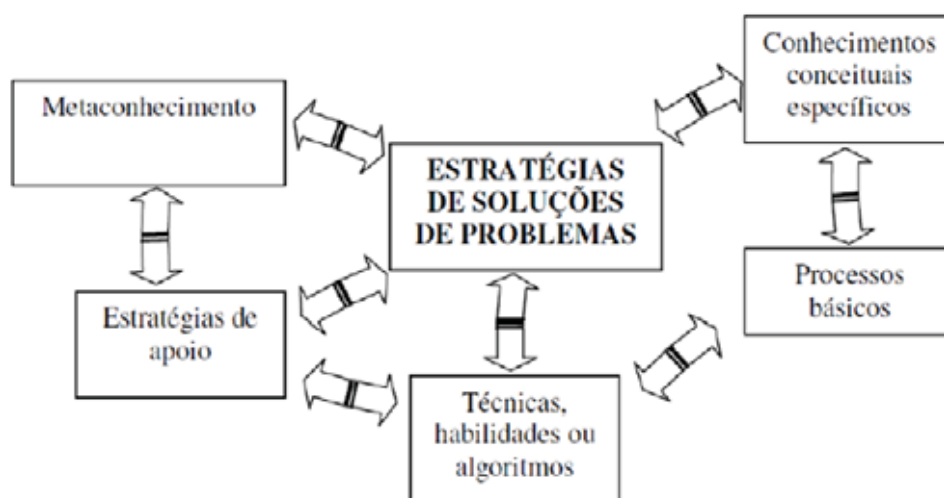 Metaconhecimento
ESTRATÉGIAS
DE SOLUÇÕES
DE PROBLEMAS
Conhecimentos
conceituais
específicos
Estratégias de
apoio
Técnicas,
habilidades ou
algoritmos
Processos
básicos